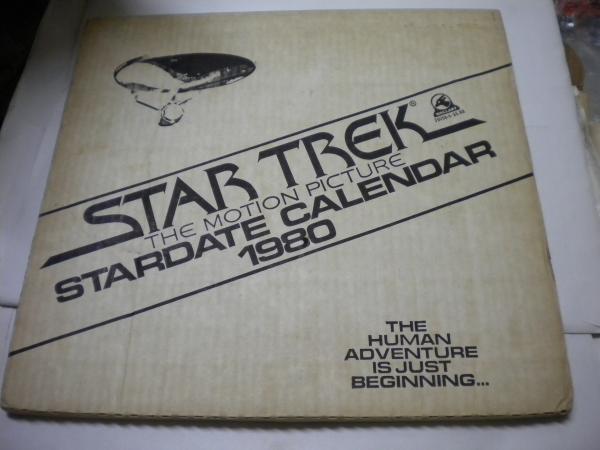 STAR TREK®
THE MOTION PICTURE
STARDATE CALENDAR
1980
THE
HUMAN
ADVENTURE
IS JUST
BEGINNING...